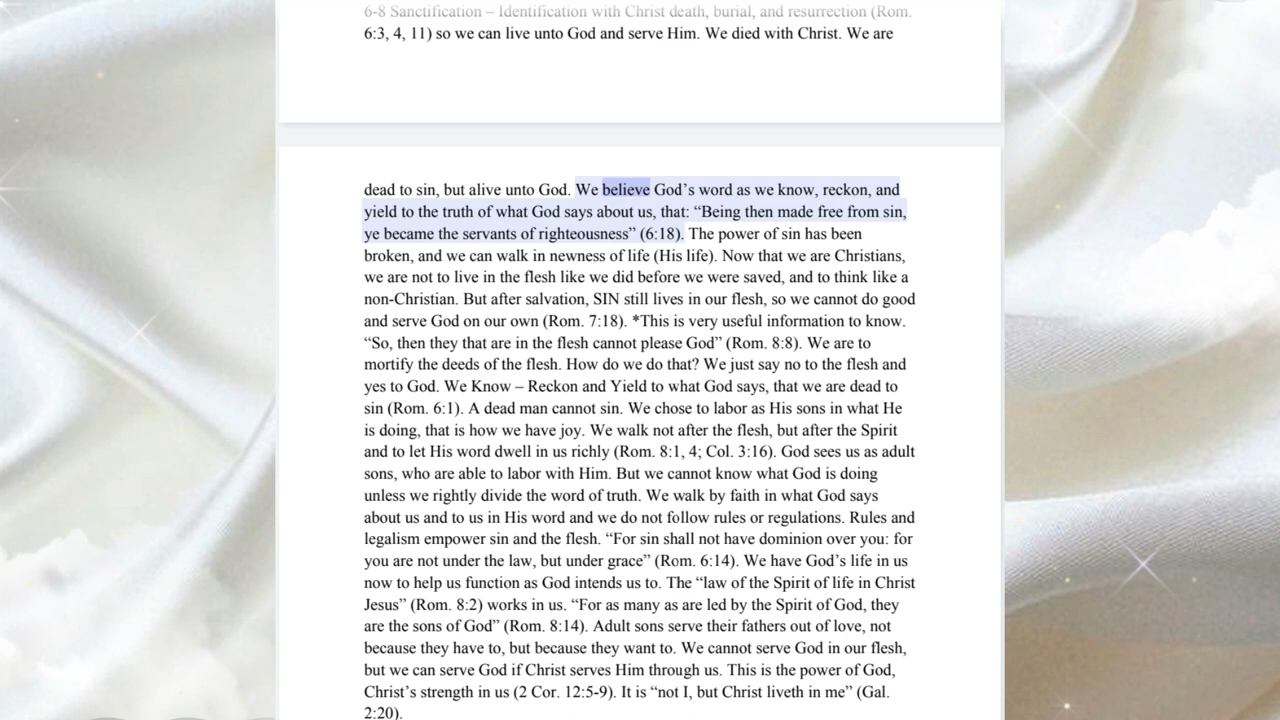 6-8 Sanctification – Identification with Christ death, burial, and resurrection (Rom.
6:3, 4, 11) so we can live unto God and serve Him. We died with Christ. We are
dead to sin, but alive unto God. We believe God’s word as we know, reckon, and
yield to the truth of what God says about us, that: “Being then made free from sin,
ye became the servants of righteousness” (6:18). The power of sin has been
broken, and we can walk in newness of life (His life). Now that we are Christians,
we are not to live in the flesh like we did before we were saved, and to think like a
non-Christian. But after salvation, SIN still lives in our flesh, so we cannot do good
and serve God on our own (Rom. 7:18). *This is very useful information to know.
“So, then they that are in the flesh cannot please God” (Rom. 8:8). We are to
mortify the deeds of the flesh. How do we do that? We just say no to the flesh and
yes to God. We Know – Reckon and Yield to what God says, that we are dead to
sin (Rom. 6:1). A dead man cannot sin. We chose to labor as His sons in what He
is doing, that is how we have joy. We walk not after the flesh, but after the Spirit
and to let His word dwell in us richly (Rom. 8:1, 4; Col. 3:16). God sees us as adult
sons, who are able to labor with Him. But we cannot know what God is doing
unless we rightly divide the word of truth. We walk by faith in what God says
about us and to us in His word and we do not follow rules or regulations. Rules and
legalism empower sin and the flesh. “For sin shall not have dominion over you: for
you are not under the law, but under grace” (Rom. 6:14). We have God’s life in us
now to help us function as God intends us to. The “law of the Spirit of life in Christ
Jesus” (Rom. 8:2) works in us. “For as many as are led by the Spirit of God, they
are the sons of God” (Rom. 8:14). Adult sons serve their fathers out of love, not
because they have to, but because they want to. We cannot serve God in our flesh,
but we can serve God if Christ serves Him through us. This is the power of God,
Christ’s strength in us (2 Cor. 12:5-9). It is “not I, but Christ liveth in me” (Gal.
2:20).